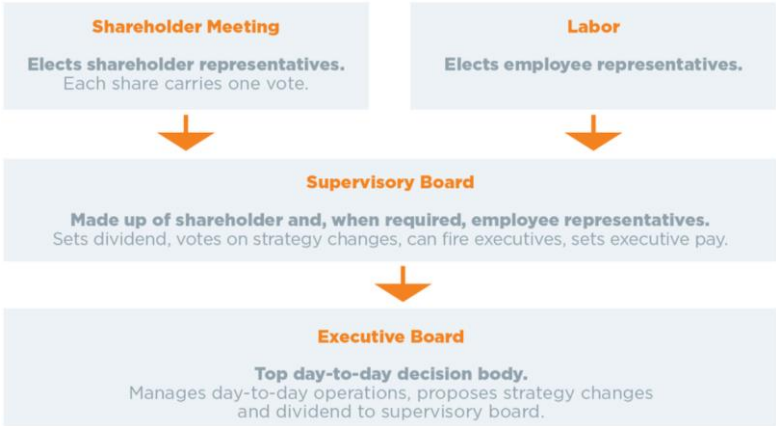 Shareholder Meeting
Elects shareholder representatives.
Each share carries one vote.
Labor
Elects employee representatives.
Supervisory Board
Made up of shareholder and, when required, employee representatives.
Sets dividend, votes on strategy changes, can fire executives, sets executive pay.
Executive Board
Top day-to-day decision body.
Manages day-to-day operations, proposes strategy changes
and dividend to supervisory board.